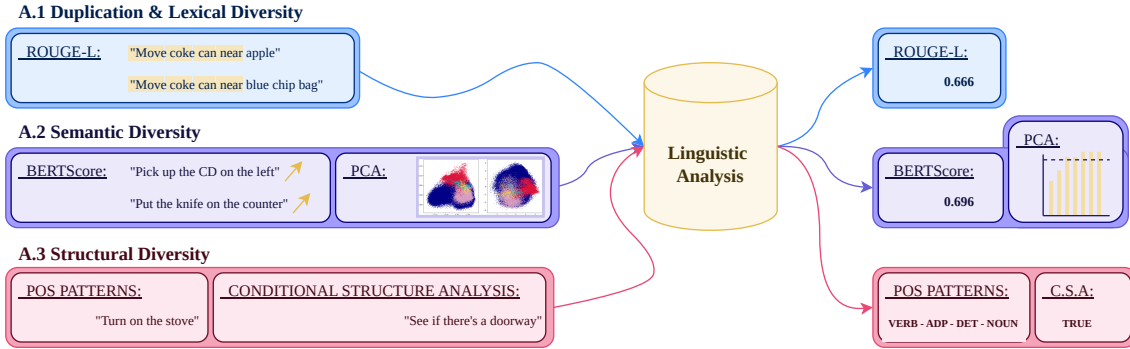 A.1 Duplication & Lexical Diversity
ROUGE-L:
"Move coke can near apple"
"Move coke can near blue chip bag"
A.2 Semantic Diversity
BERTScore:
"Pick up the CD on the left"
"Put the knife on the counter"
PCA:
A.3 Structural Diversity
POS PATTERNS:
"Turn on the stove"
CONDITIONAL STRUCTURE ANALYSIS:
"See if there's a doorway"
Linguistic
Analysis
ROUGE-L:
0.666
BERTScore:
0.696
PCA:
POS PATTERNS:
VERB - ADP - DET - NOUN
C.S.A:
TRUE